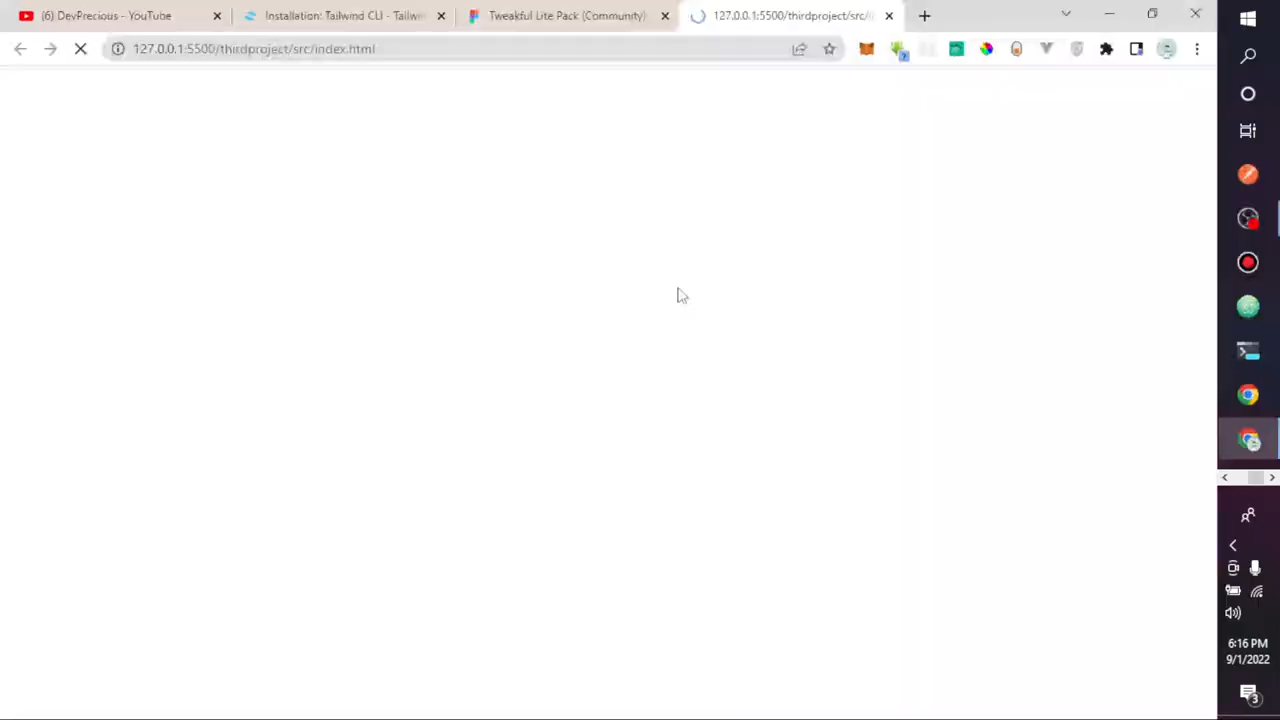 (6) DevPrecious - YouTube
Installation: Tailwind CLI - Tailw
Tweakful Lite Pack (Community)
127.0.0.1:5500/thirdproject/src/i
127.0.0.1:5500/thirdproject/src/index.html
?
6:16 PM
9/1/2022
3